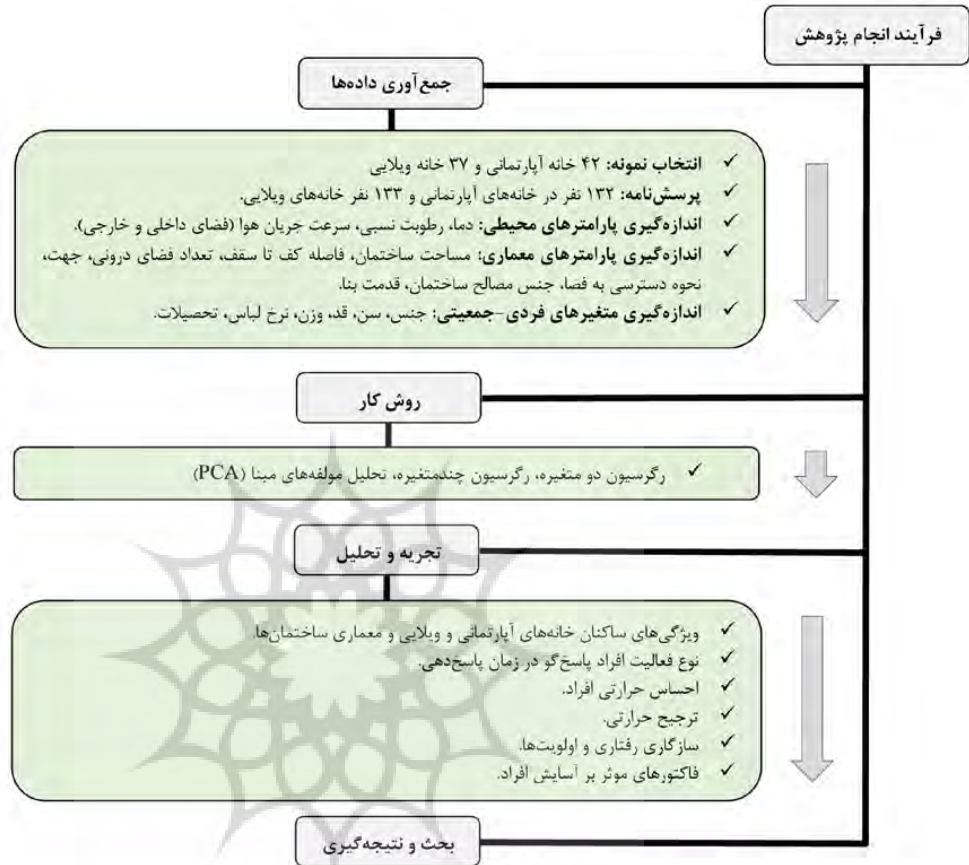 فرآیند انجام پژوهش
جمع‌آوری داده‌ها
✓ انتخاب نمونه: ۴۲ خانه آپارتمانی و ۳۷ خانه ویلایی
✓ پرسش‌نامه: ۱۳۲ نفر در خانه‌های آپارتمانی و ۱۳۳ نفر خانه‌های ویلایی.
✓ اندازه‌گیری پارامترهای محیطی: دما، رطوبت نسبی، سرعت جریان هوا (فضای داخلی و خارجی).
✓ اندازه‌گیری پارامترهای معماری: مساحت ساختمان، فاصله کف تا سقف، تعداد فضای درونی، جهت،
نحوه دسترسی به فضا، جنس مصالح ساختمان، قدمت بنا.
✓ اندازه‌گیری متغیرهای فردی-جمعیتی: جنس، سن، قد، وزن، نرخ لباس، تحصیلات.
روش کار
✓ رگرسیون دو متغیره، رگرسیون چندمتغیره، تحلیل مولفه‌های مبنا (PCA)
تجریه و تحلیل
✓ ویژگی‌های ساکنان خانه‌های آپارتمانی و ویلایی و معماری ساختمان‌ها.
✓ نوع فعالیت افراد پاسخ‌گو در زمان پاسخ‌دهی.
✓ احساس حرارتی افراد.
✓ ترجیح حرارتی.
✓ سازگاری رفتاری و اولویت‌ها.
✓ فاکتورهای موثر بر آسایش افراد.
بحث و نتیجه‌گیری